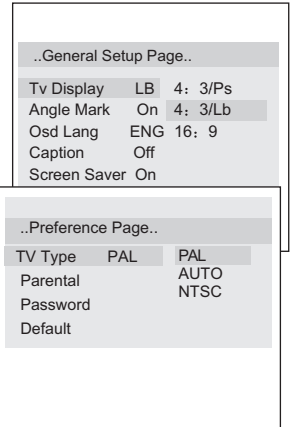 ..General Setup Page..
Tv Display LB 4：3/Ps
Angle Mark On 4：3/Lb
Osd Lang ENG 16：9
Caption Off
Screen Saver On
..Preference Page..
TV Type PAL PAL
Parental AUTO
Password NTSC
Default